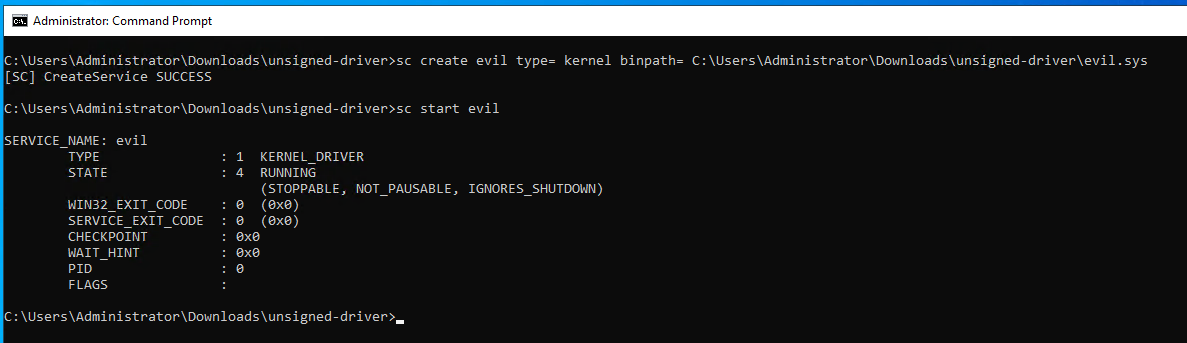 Administrator: Command Prompt
C:\Users\Administrator\Downloads\unsigned-driver>sc create evil type= kernel binpath= C:\Users\Administrator\Downloads\unsigned-driver\evil.sys
[SC] CreateService SUCCESS
C:\Users\Administrator\Downloads\unsigned-driver>sc start evil
SERVICE_NAME: evil
        TYPE               : 1  KERNEL_DRIVER
        STATE              : 4  RUNNING
                                (STOPPABLE, NOT_PAUSABLE, IGNORES_SHUTDOWN)
        WIN32_EXIT_CODE    : 0  (0x0)
        SERVICE_EXIT_CODE  : 0  (0x0)
        CHECKPOINT         : 0x0
        WAIT_HINT          : 0x0
        PID                : 0
        FLAGS              :
C:\Users\Administrator\Downloads\unsigned-driver>